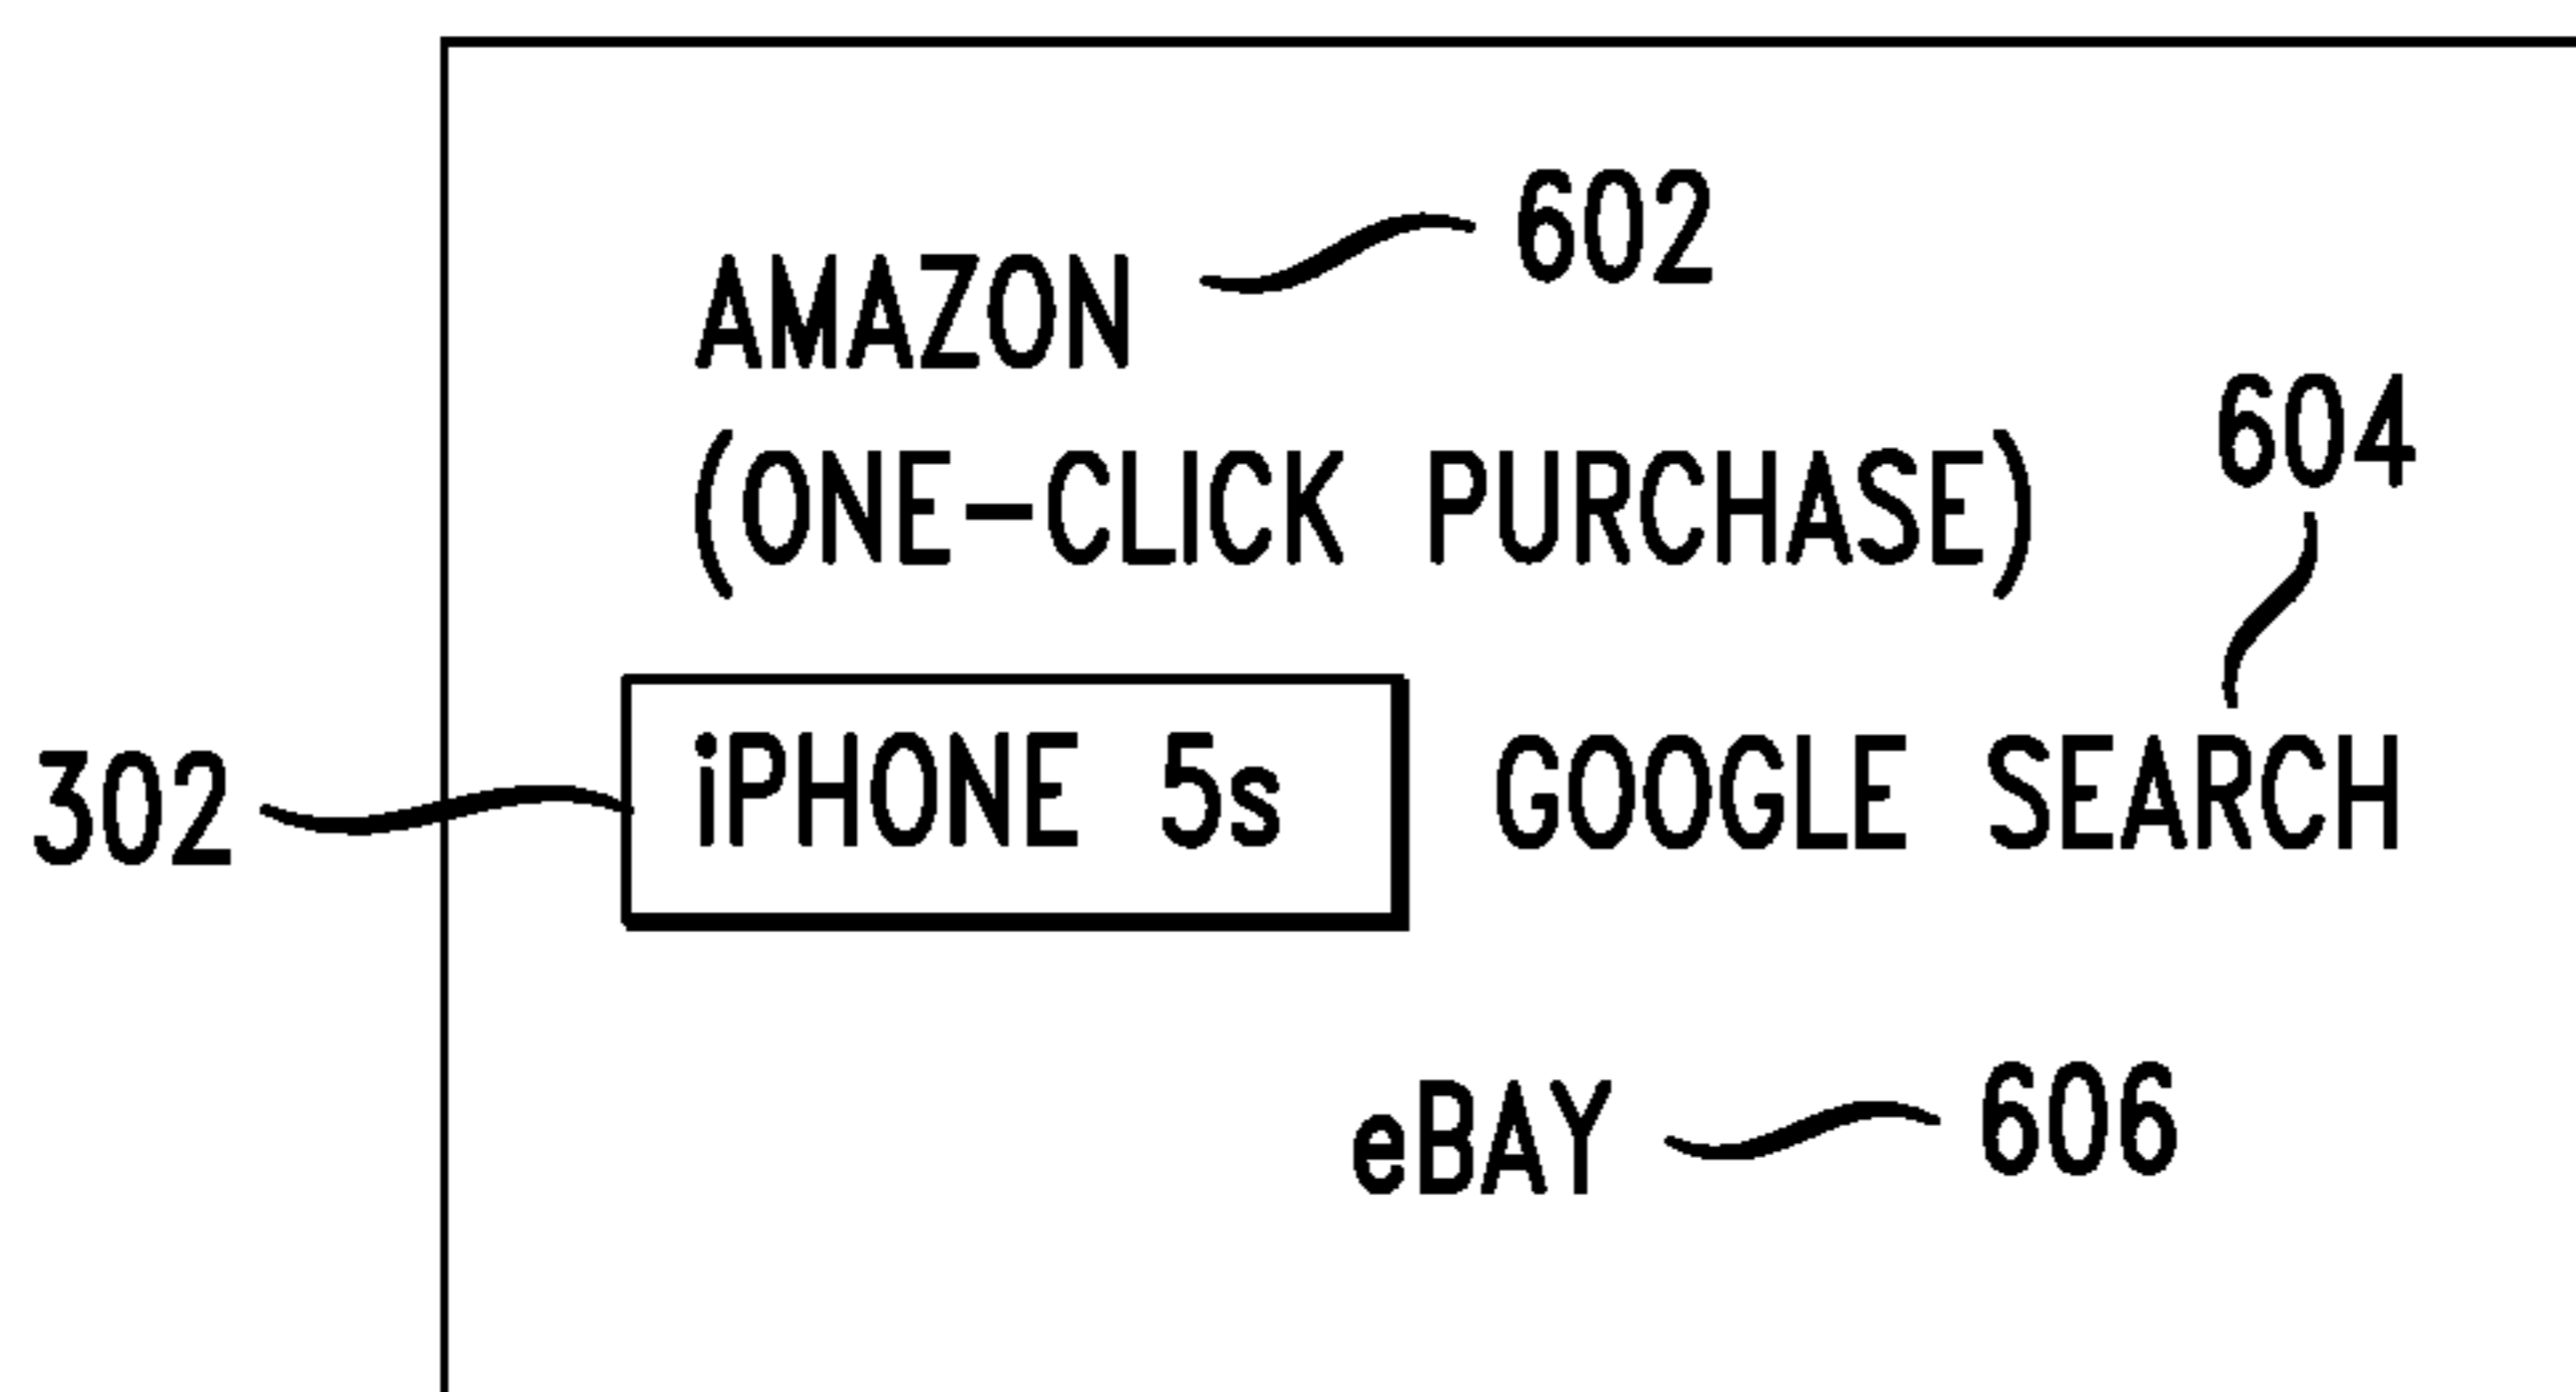 602
AMAZON
604
(ONE-CLICK PURCHASE)
302
iPHONE 5s
GOOGLE SEARCH
606
eBAY